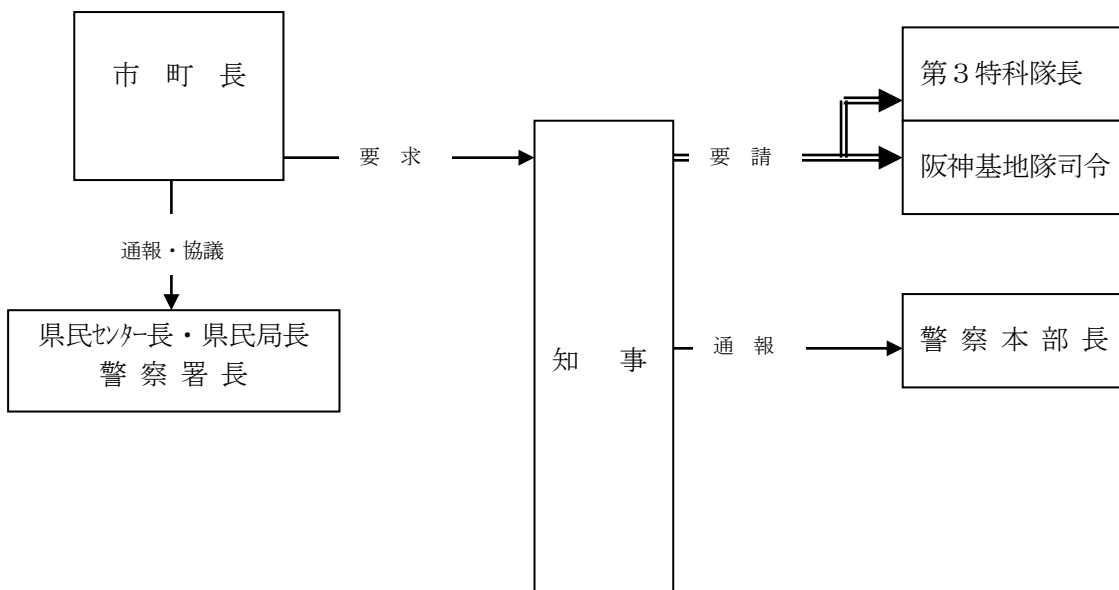 市　町　長
第３特科隊長
要　求
要　請
阪神基地隊司令
通報・協議
県民ｾﾝﾀｰ長・県民局長
警 察 署 長
知　　事
通　報
警 察 本 部 長